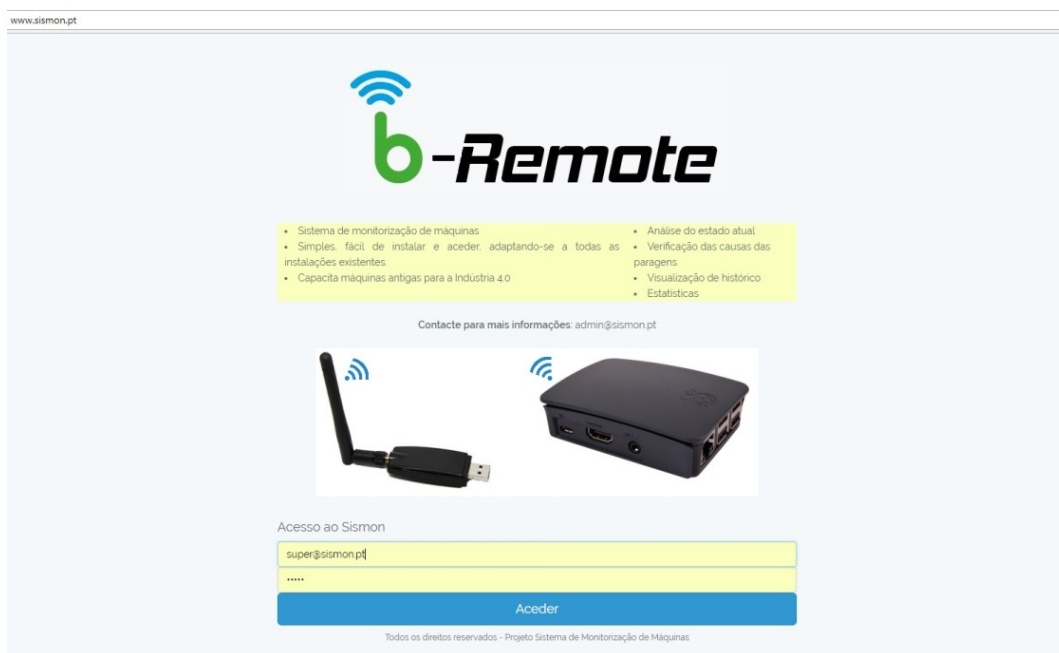 www.sismon.pt
b-Remote
• Sistema de monitorização de máquinas
• Simples, fácil de instalar e aceder, adaptando-se a todas as
instalações existentes.
• Capacita máquinas antigas para a Indústria 4.0
• Análise do estado atual
• Verificação das causas das
paragens
• Visualização de histórico
• Estatísticas
Contacte para mais informações: admin@sismon.pt
Acesso ao Sismon
super@sismon.pt
•••••
Aceder
Todos os direitos reservados - Projeto Sistema de Monitorização de Máquinas.